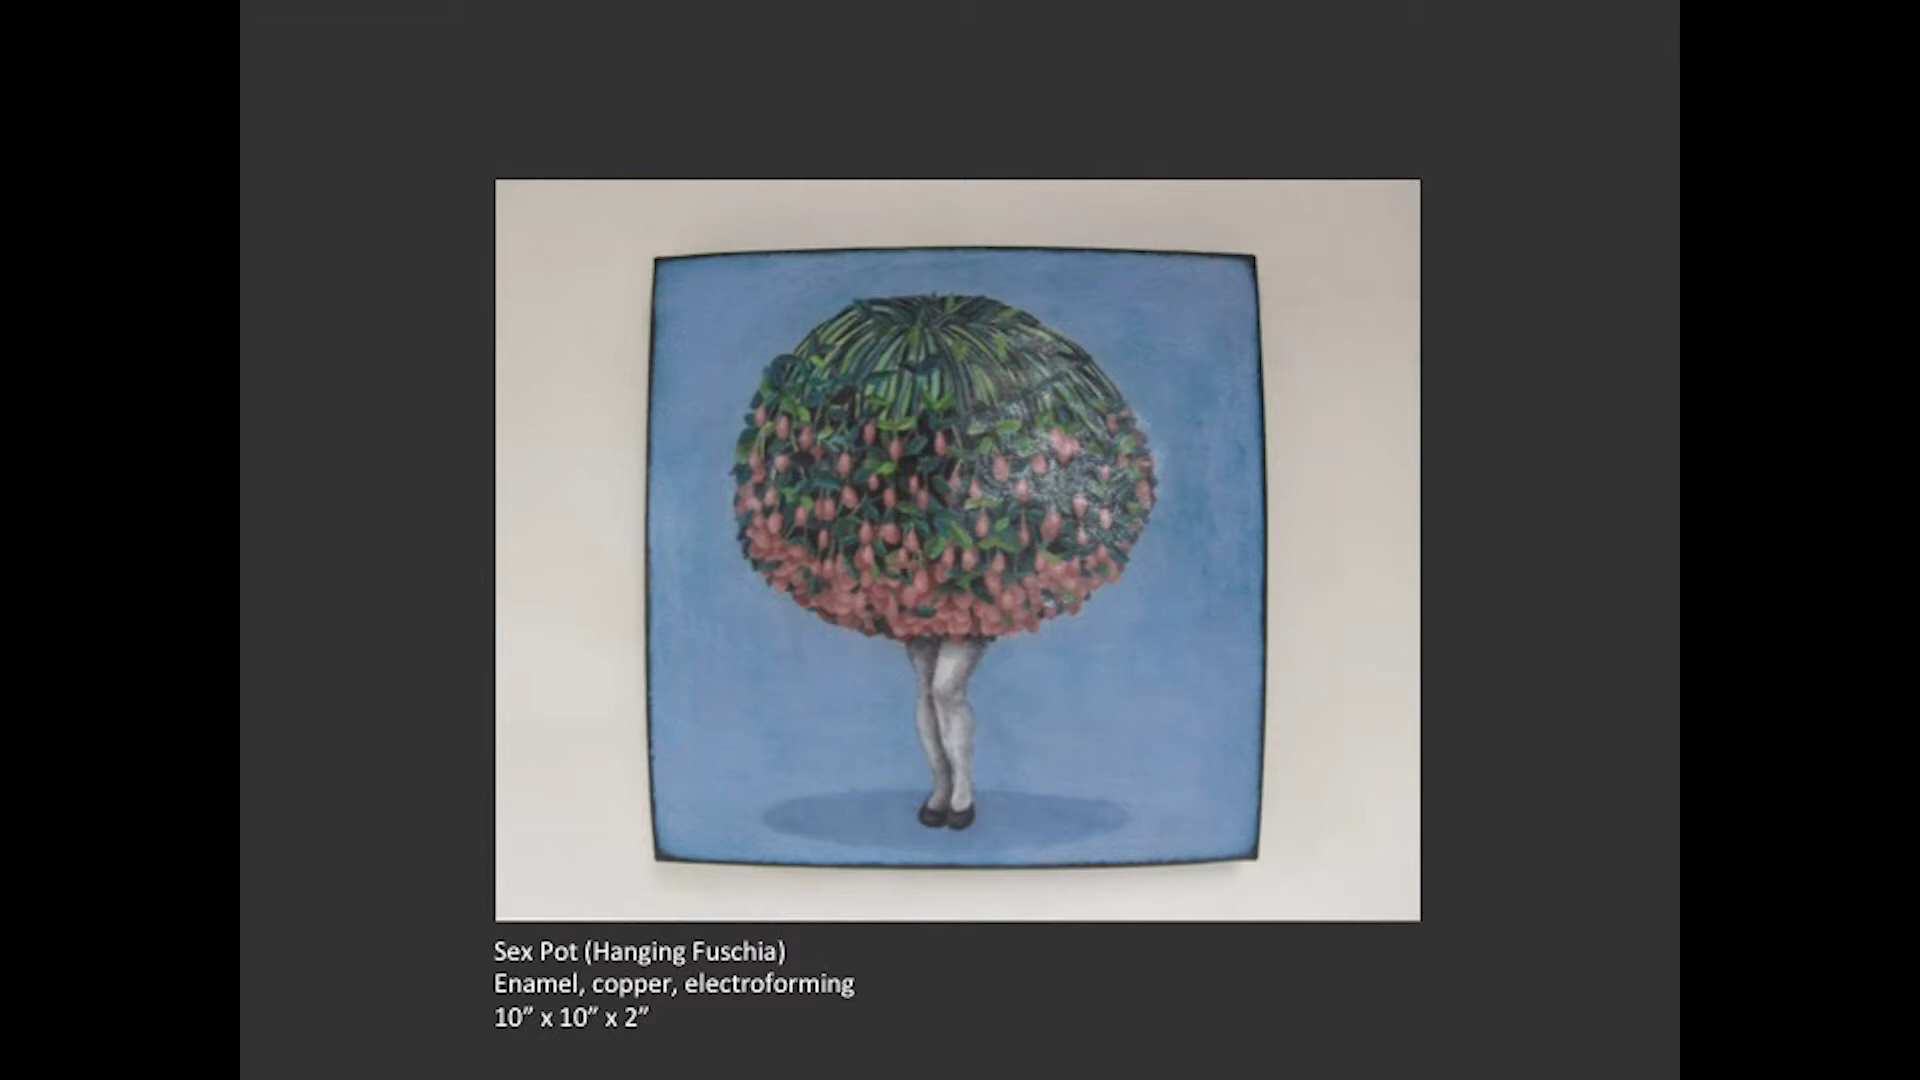 Sex Pot (Hanging Fuschia)
Enamel, copper, electroforming
10” x 10” x 2”